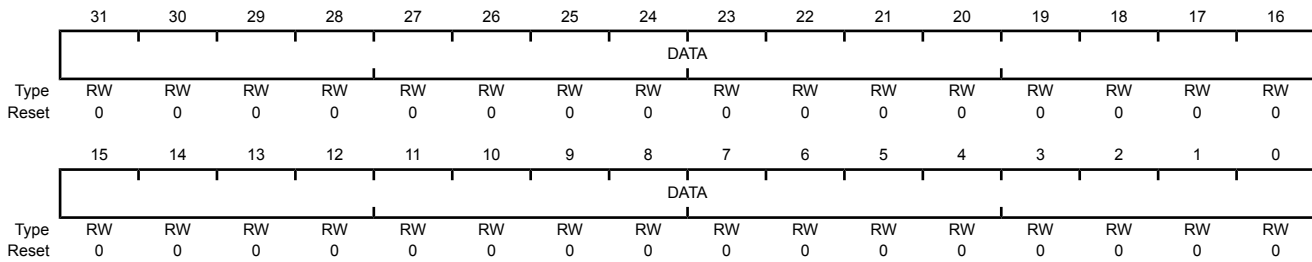 31 30 29 28 27 26 25 24 23 22 21 20 19 18 17 16
DATA
Type RW RW RW RW RW RW RW RW RW RW RW RW RW RW RW RW
Reset 0 0 0 0 0 0 0 0 0 0 0 0 0 0 0 0
15 14 13 12 11 10 9 8 7 6 5 4 3 2 1 0
DATA
Type RW RW RW RW RW RW RW RW RW RW RW RW RW RW RW RW
Reset 0 0 0 0 0 0 0 0 0 0 0 0 0 0 0 0